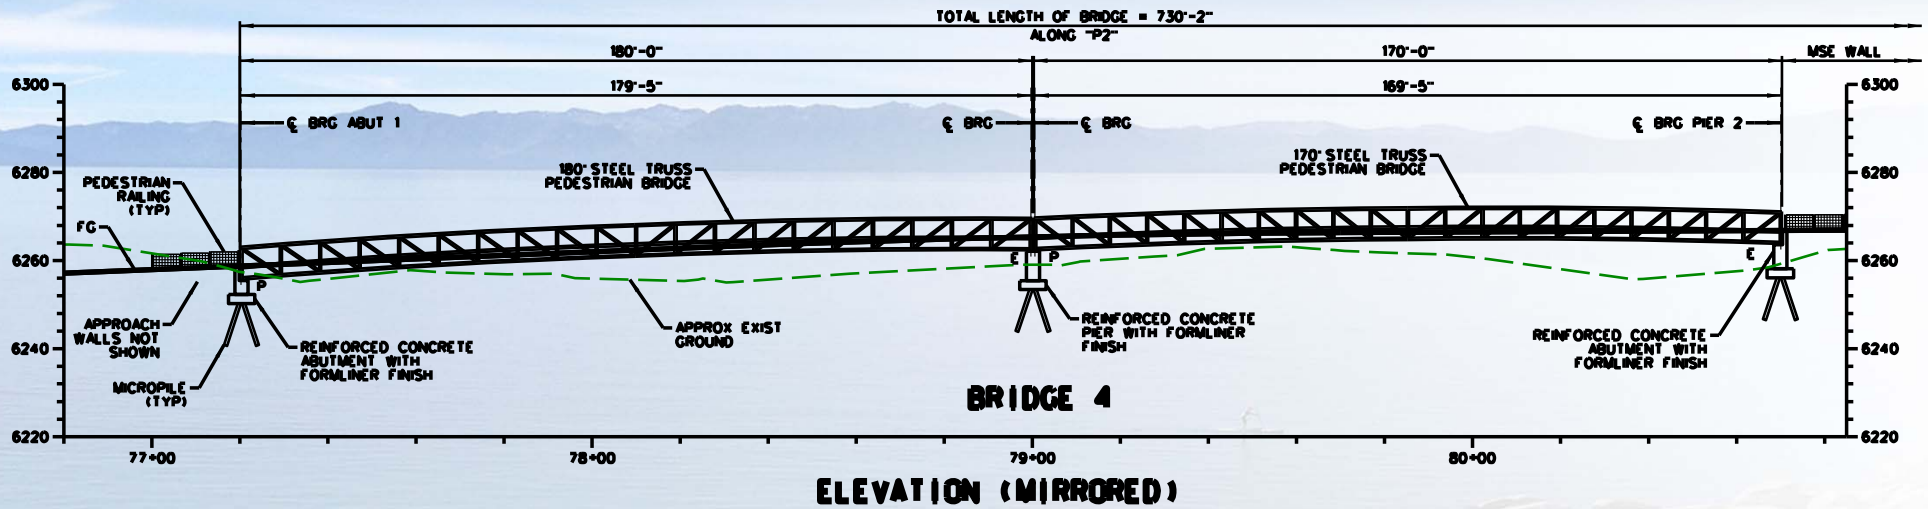 TOTAL LENGTH OF BRIDGE = 730'-2"
ALONG "P2"
180'-0"
170'-0"
MSE WALL
179'-5"
169'-5"
℄ BRG ABUT 1
℄ BRG
℄ BRG
℄ BRG PIER 2
6300
6280
6260
6240
6220
6300
6280
6260
6240
6220
PEDESTRIAN
RAILING
(TYP)
FG
180' STEEL TRUSS
PEDESTRIAN BRIDGE
170' STEEL TRUSS
PEDESTRIAN BRIDGE
P
E
P
E
APPROACH
WALLS NOT
SHOWN
MICROPILE
(TYP)
REINFORCED CONCRETE
ABUTMENT WITH
FORMLINER FINISH
APPROX EXIST
GROUND
REINFORCED CONCRETE
PIER WITH FORMLINER
FINISH
REINFORCED CONCRETE
ABUTMENT WITH
FORMLINER FINISH
BRIDGE 4
77+00
78+00
79+00
80+00
ELEVATION (MIRRORED)